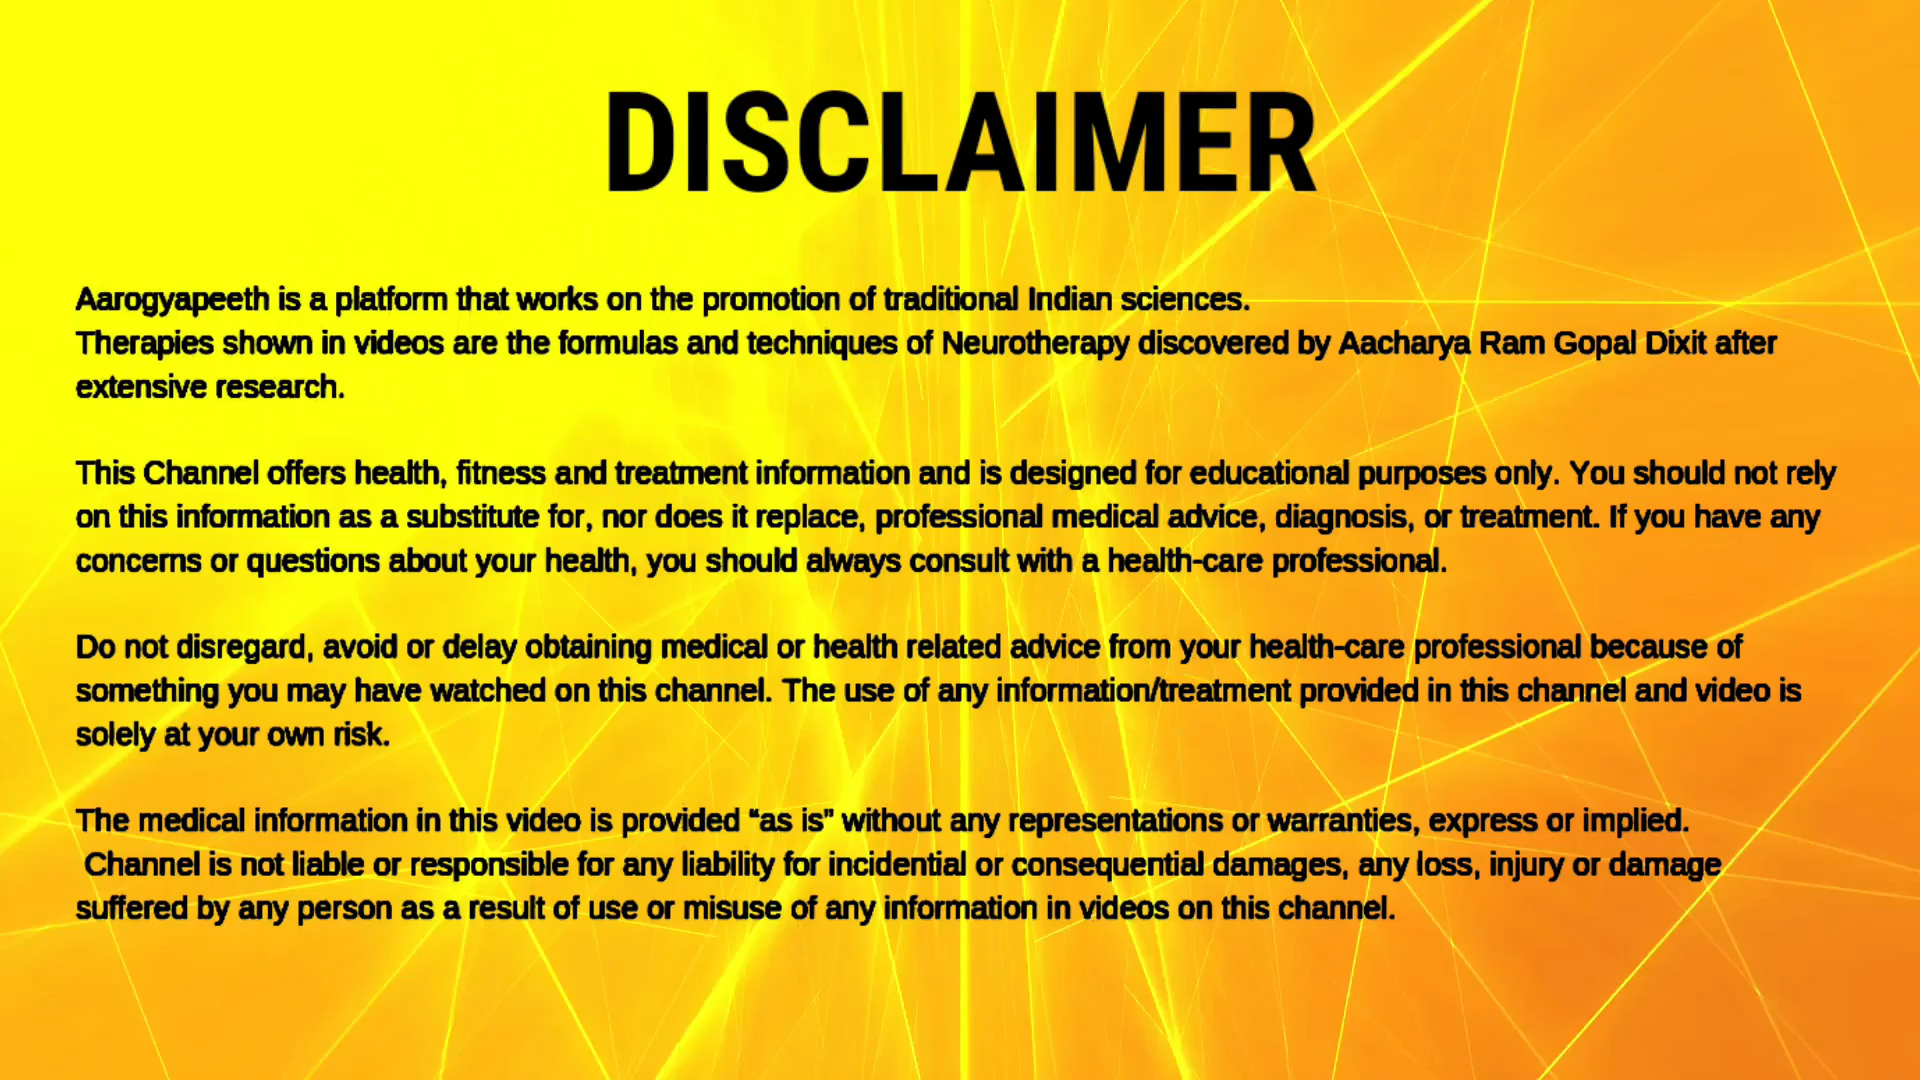 DISCLAIMER
Aarogyapeeth is a platform that works on the promotion of traditional Indian sciences.
Therapies shown in videos are the formulas and techniques of Neurotherapy discovered by Aacharya Ram Gopal Dixit after
extensive research.
This Channel offers health, fitness and treatment information and is designed for educational purposes only. You should not rely
on this information as a substitute for, nor does it replace, professional medical advice, diagnosis, or treatment. If you have any
concerns or questions about your health, you should always consult with a health-care professional.
Do not disregard, avoid or delay obtaining medical or health related advice from your health-care professional because of
something you may have watched on this channel. The use of any information/treatment provided in this channel and video is
solely at your own risk.
The medical information in this video is provided “as is” without any representations or warranties, express or implied.
Channel is not liable or responsible for any liability for incidential or consequential damages, any loss, injury or damage
suffered by any person as a result of use or misuse of any information in videos on this channel.